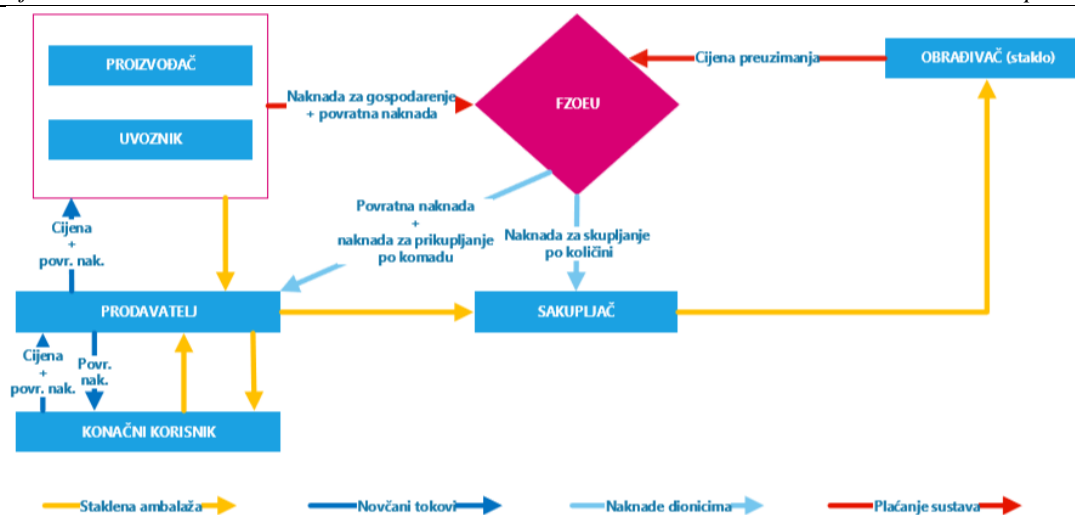 PROIZVOĐAČ
UVOZNIK
Naknada za gospodarenje
+ povratna naknada
FZOEU
Cijena preuzimanja
OBRAĐIVAČ (staklo)
Cijena
+
povr. nak.
Povratna naknada
+
naknada za prikupljanje
po komadu
Naknada za skupljanje
po količini
PRODAVATELJ
SAKUPLJAČ
Cijena
+
povr. nak.
Povr.
nak.
KONAČNI KORISNIK
Staklena ambalaža
Novčani tokovi
Naknade dionicima
Plaćanje sustava